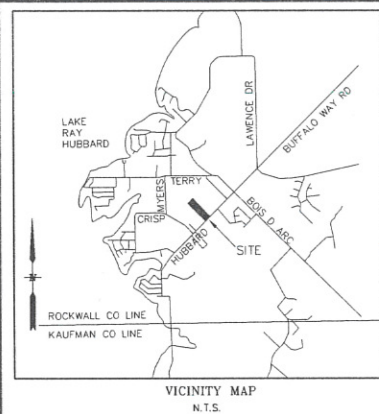 LAKE
RAY
HUBBARD
LAWENCE DR
BUFFALO WAY RD
TERRY
MYERS
CRISP
BOIS D ARC
HUBBARD
SITE
N
ROCKWALL CO LINE
KAUFMAN CO LINE
VICINITY MAP
N.T.S.